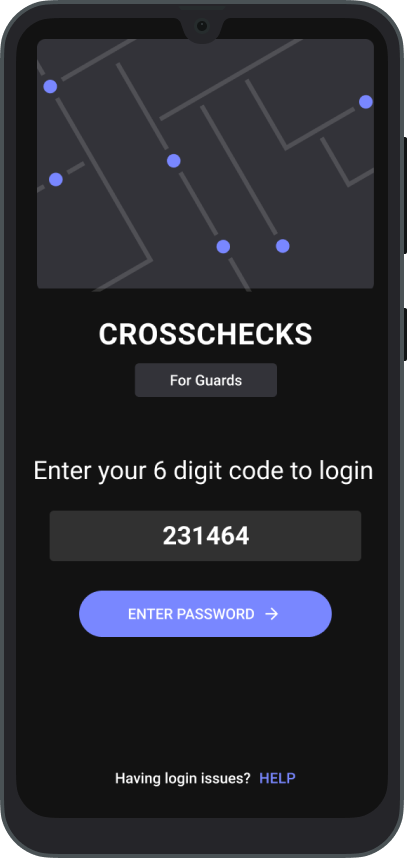 CROSSCHECKS
For Guards
Enter your 6 digit code to login
231464
ENTER PASSWORD →
Having login issues? HELP